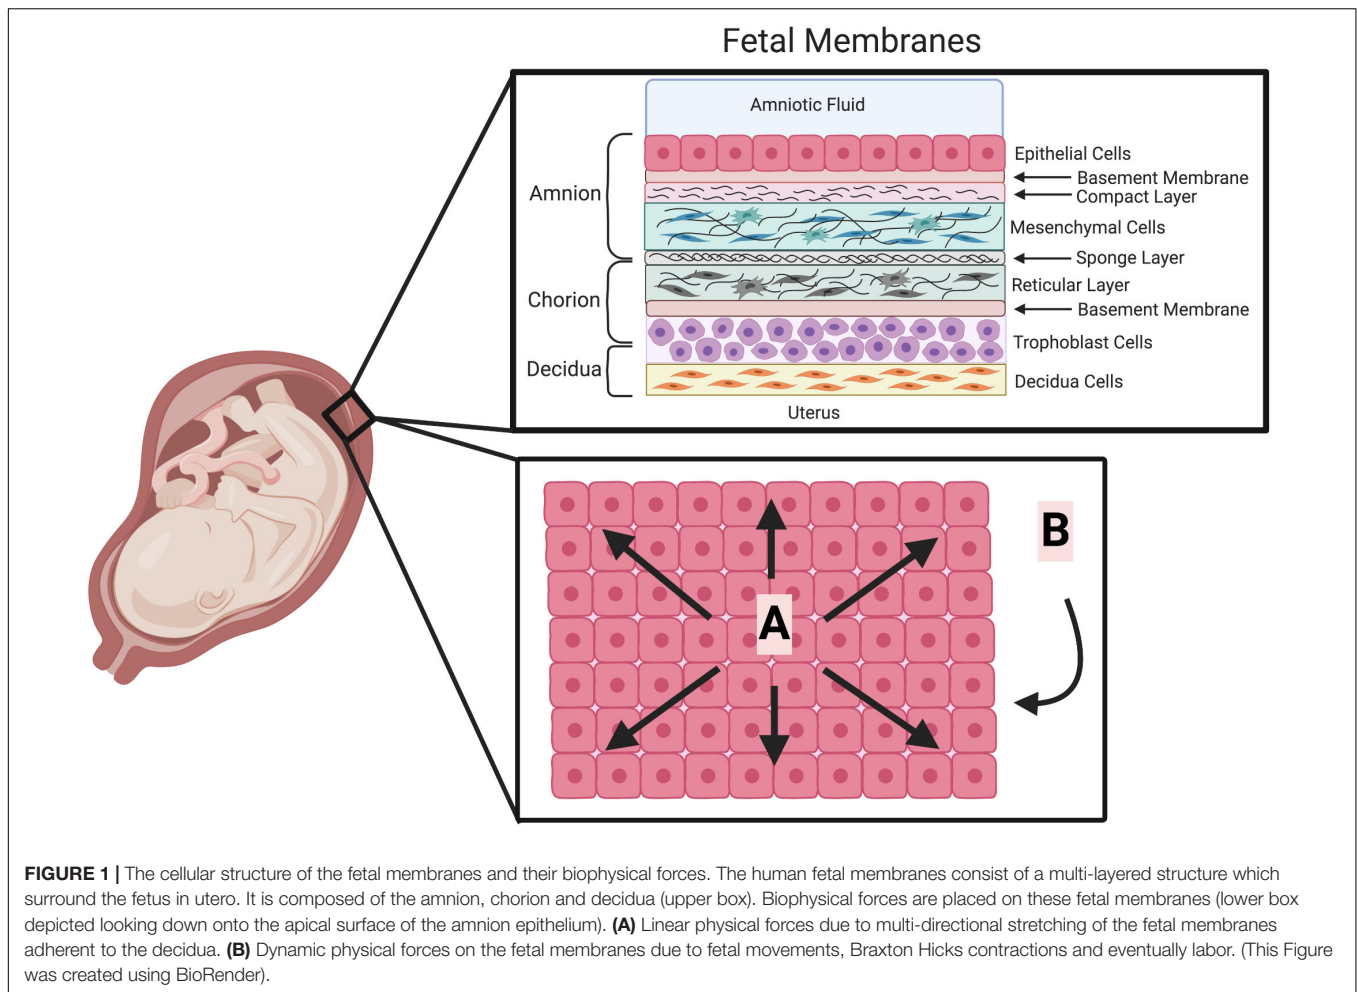 Fetal Membranes
Amniotic Fluid
Amnion
Chorion
Decidua
Epithelial Cells
Basement Membrane
Compact Layer
Mesenchymal Cells
Sponge Layer
Reticular Layer
Basement Membrane
Trophoblast Cells
Decidua Cells
Uterus
A
B
FIGURE 1 | The cellular structure of the fetal membranes and their biophysical forces. The human fetal membranes consist of a multi-layered structure which
surround the fetus in utero. It is composed of the amnion, chorion and decidua (upper box). Biophysical forces are placed on these fetal membranes (lower box
depicted looking down onto the apical surface of the amnion epithelium). (A) Linear physical forces due to multi-directional stretching of the fetal membranes
adherent to the decidua. (B) Dynamic physical forces on the fetal membranes due to fetal movements, Braxton Hicks contractions and eventually labor. (This Figure
was created using BioRender).